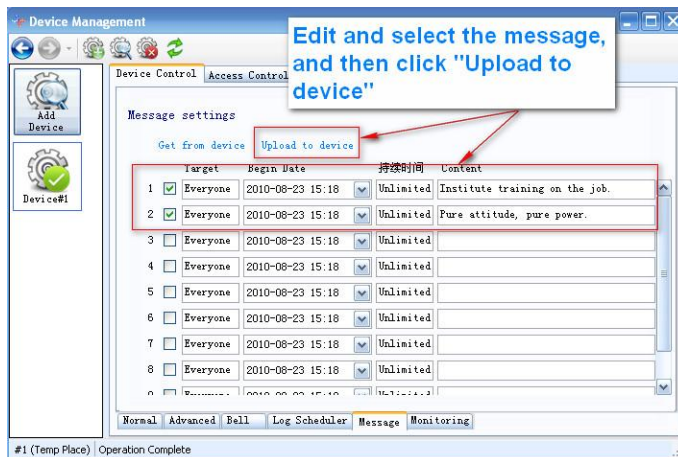 Device Management
Edit and select the message,
and then click "Upload to
device"
Add
Device
Device#1
Device Control Access Control
Message settings
Get from device Upload to device
Target Begin Date 持续时间 Content
1 Everyone 2010-08-23 15:18 Unlimited Institute training on the job.
2 Everyone 2010-08-23 15:18 Unlimited Pure attitude, pure power.
3 Everyone 2010-08-23 15:18 Unlimited
4 Everyone 2010-08-23 15:18 Unlimited
5 Everyone 2010-08-23 15:18 Unlimited
6 Everyone 2010-08-23 15:18 Unlimited
7 Everyone 2010-08-23 15:18 Unlimited
8 Everyone 2010-08-23 15:18 Unlimited
Normal Advanced Bell Log Scheduler Message Monitoring
#1 (Temp Place) Operation Complete